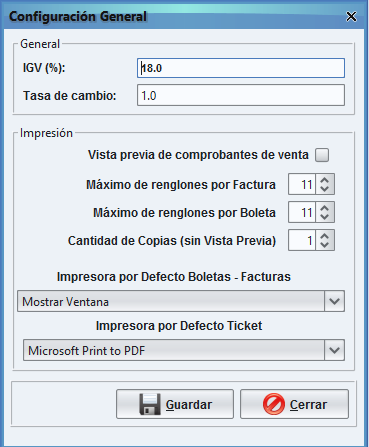 Configuración General
General
IGV (%): 18.0
Tasa de cambio: 1.0
Impresión
Vista previa de comprobantes de venta
Máximo de renglones por Factura 11
Máximo de renglones por Boleta 11
Cantidad de Copias (sin Vista Previa) 1
Impresora por Defecto Boletas - Facturas
Mostrar Ventana
Impresora por Defecto Ticket
Microsoft Print to PDF
Guardar Cerrar